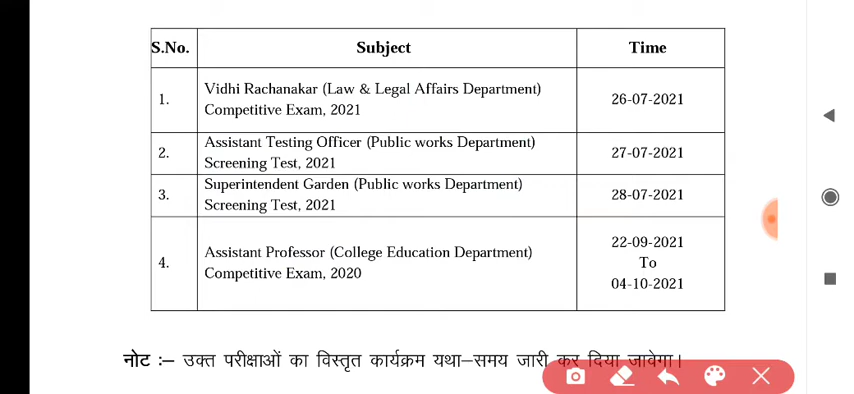 S.No. Subject Time
1. Vidhi Rachanakar (Law & Legal Affairs Department)
Competitive Exam, 2021 26-07-2021
2. Assistant Testing Officer (Public works Department)
Screening Test, 2021 27-07-2021
3. Superintendent Garden (Public works Department)
Screening Test, 2021 28-07-2021
4. Assistant Professor (College Education Department)
Competitive Exam, 2020 22-09-2021
To
04-10-2021
नोट :– उक्त परीक्षाओं का विस्तृत कार्यक्रम यथा–समय जारी कर दिया जावेगा।